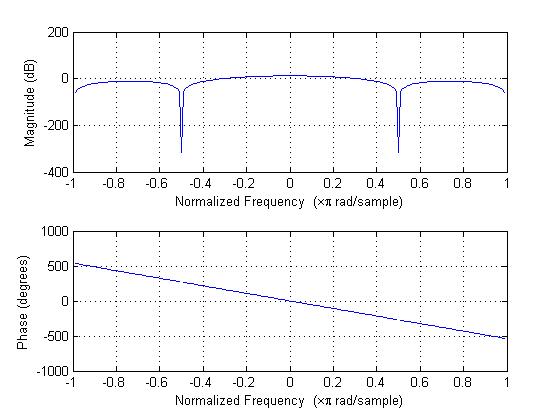 200
0
-200
-400
Magnitude (dB)
-1 -0.8 -0.6 -0.4 -0.2 0 0.2 0.4 0.6 0.8 1
Normalized Frequency (×π rad/sample)
1000
500
0
-500
-1000
Phase (degrees)
-1 -0.8 -0.6 -0.4 -0.2 0 0.2 0.4 0.6 0.8 1
Normalized Frequency (×π rad/sample)